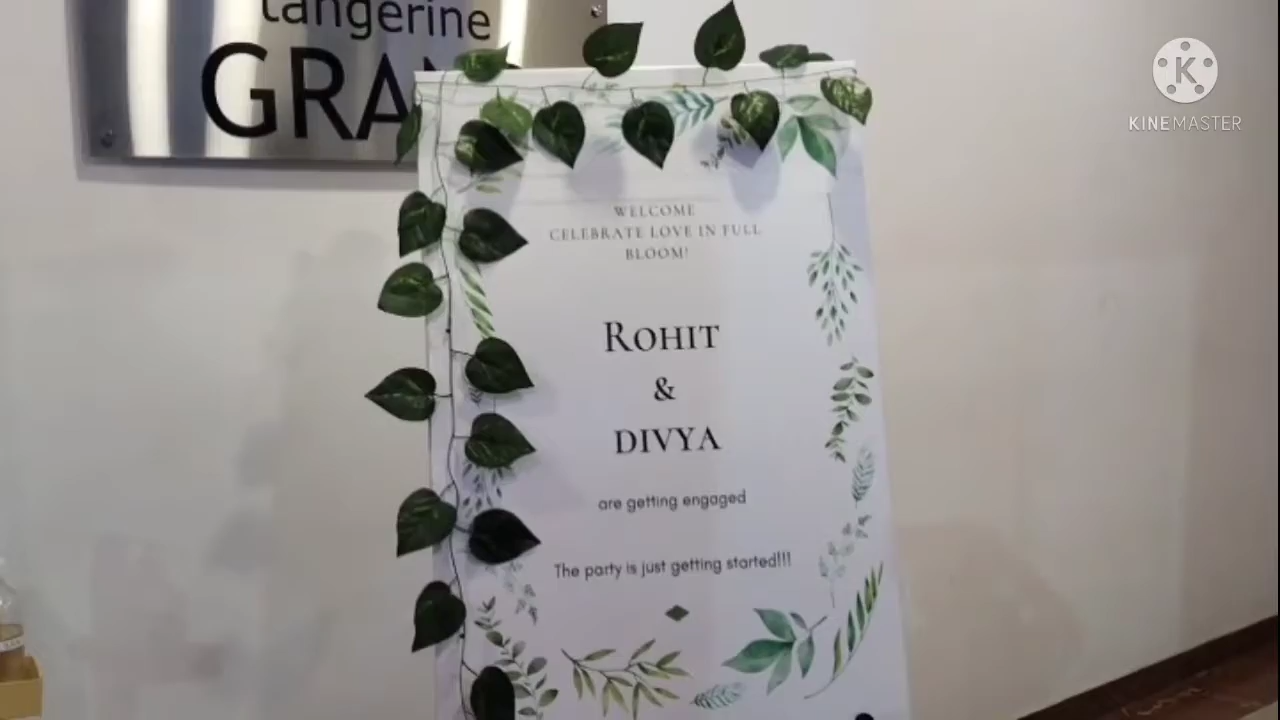 tangerine
GRAN
KINEMASTER
WELCOME
CELEBRATE LOVE IN FULL
BLOOM!
ROHIT
&
DIVYA
are getting engaged
The party is just getting started!!!